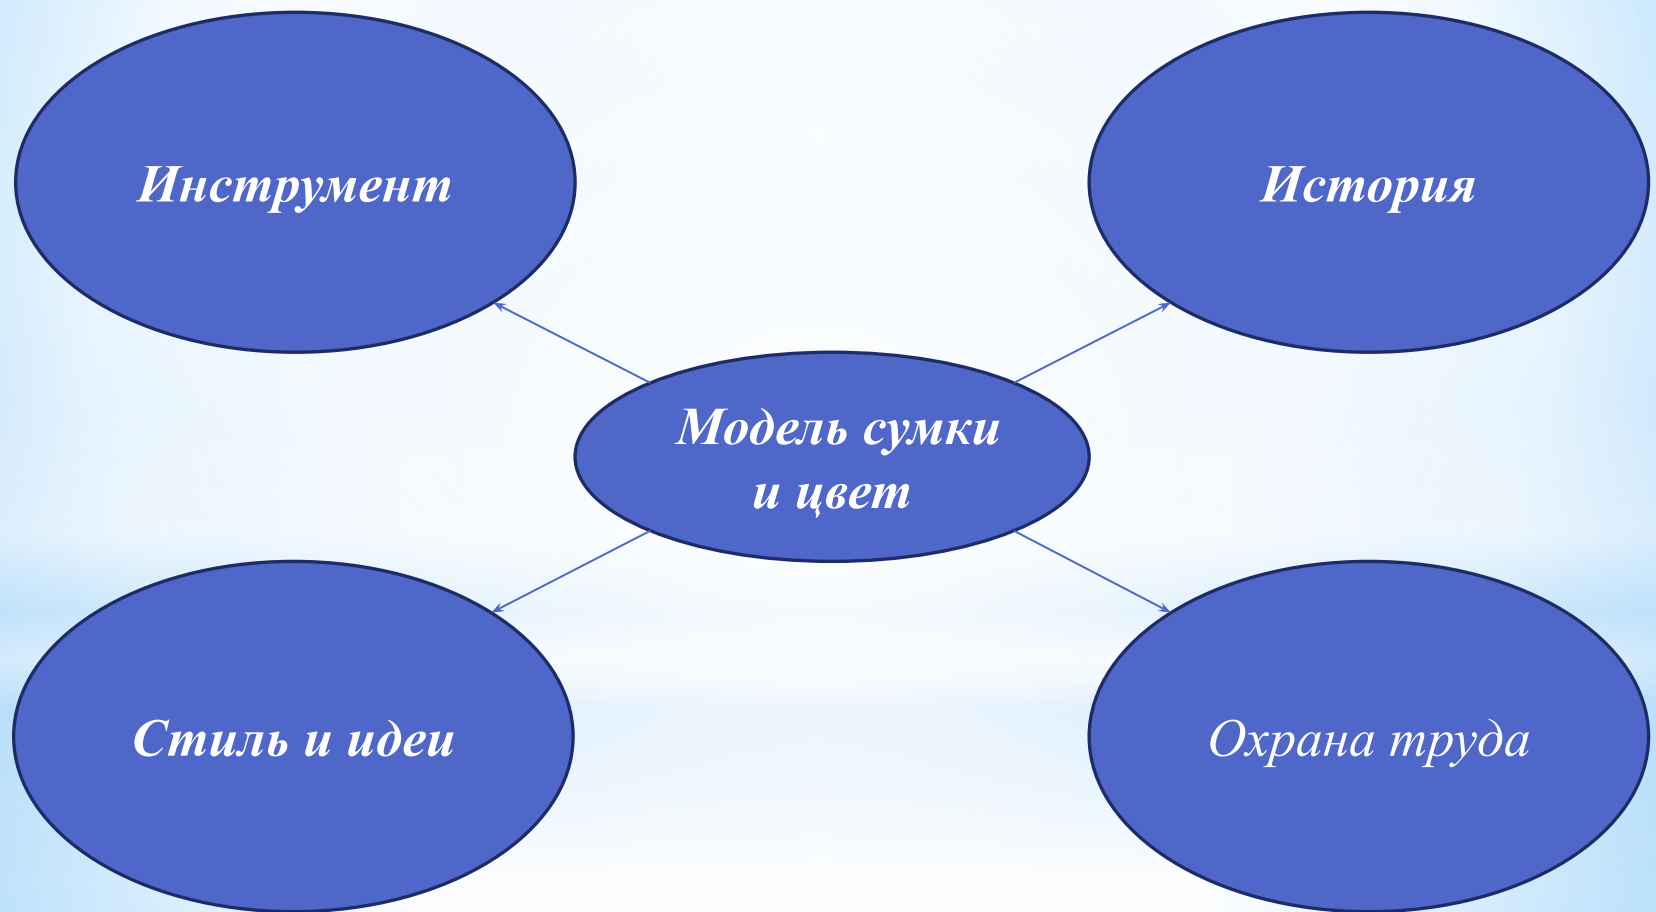 Инструмент
История
Модель сумки
и цвет
Стиль и идеи
Охрана труда